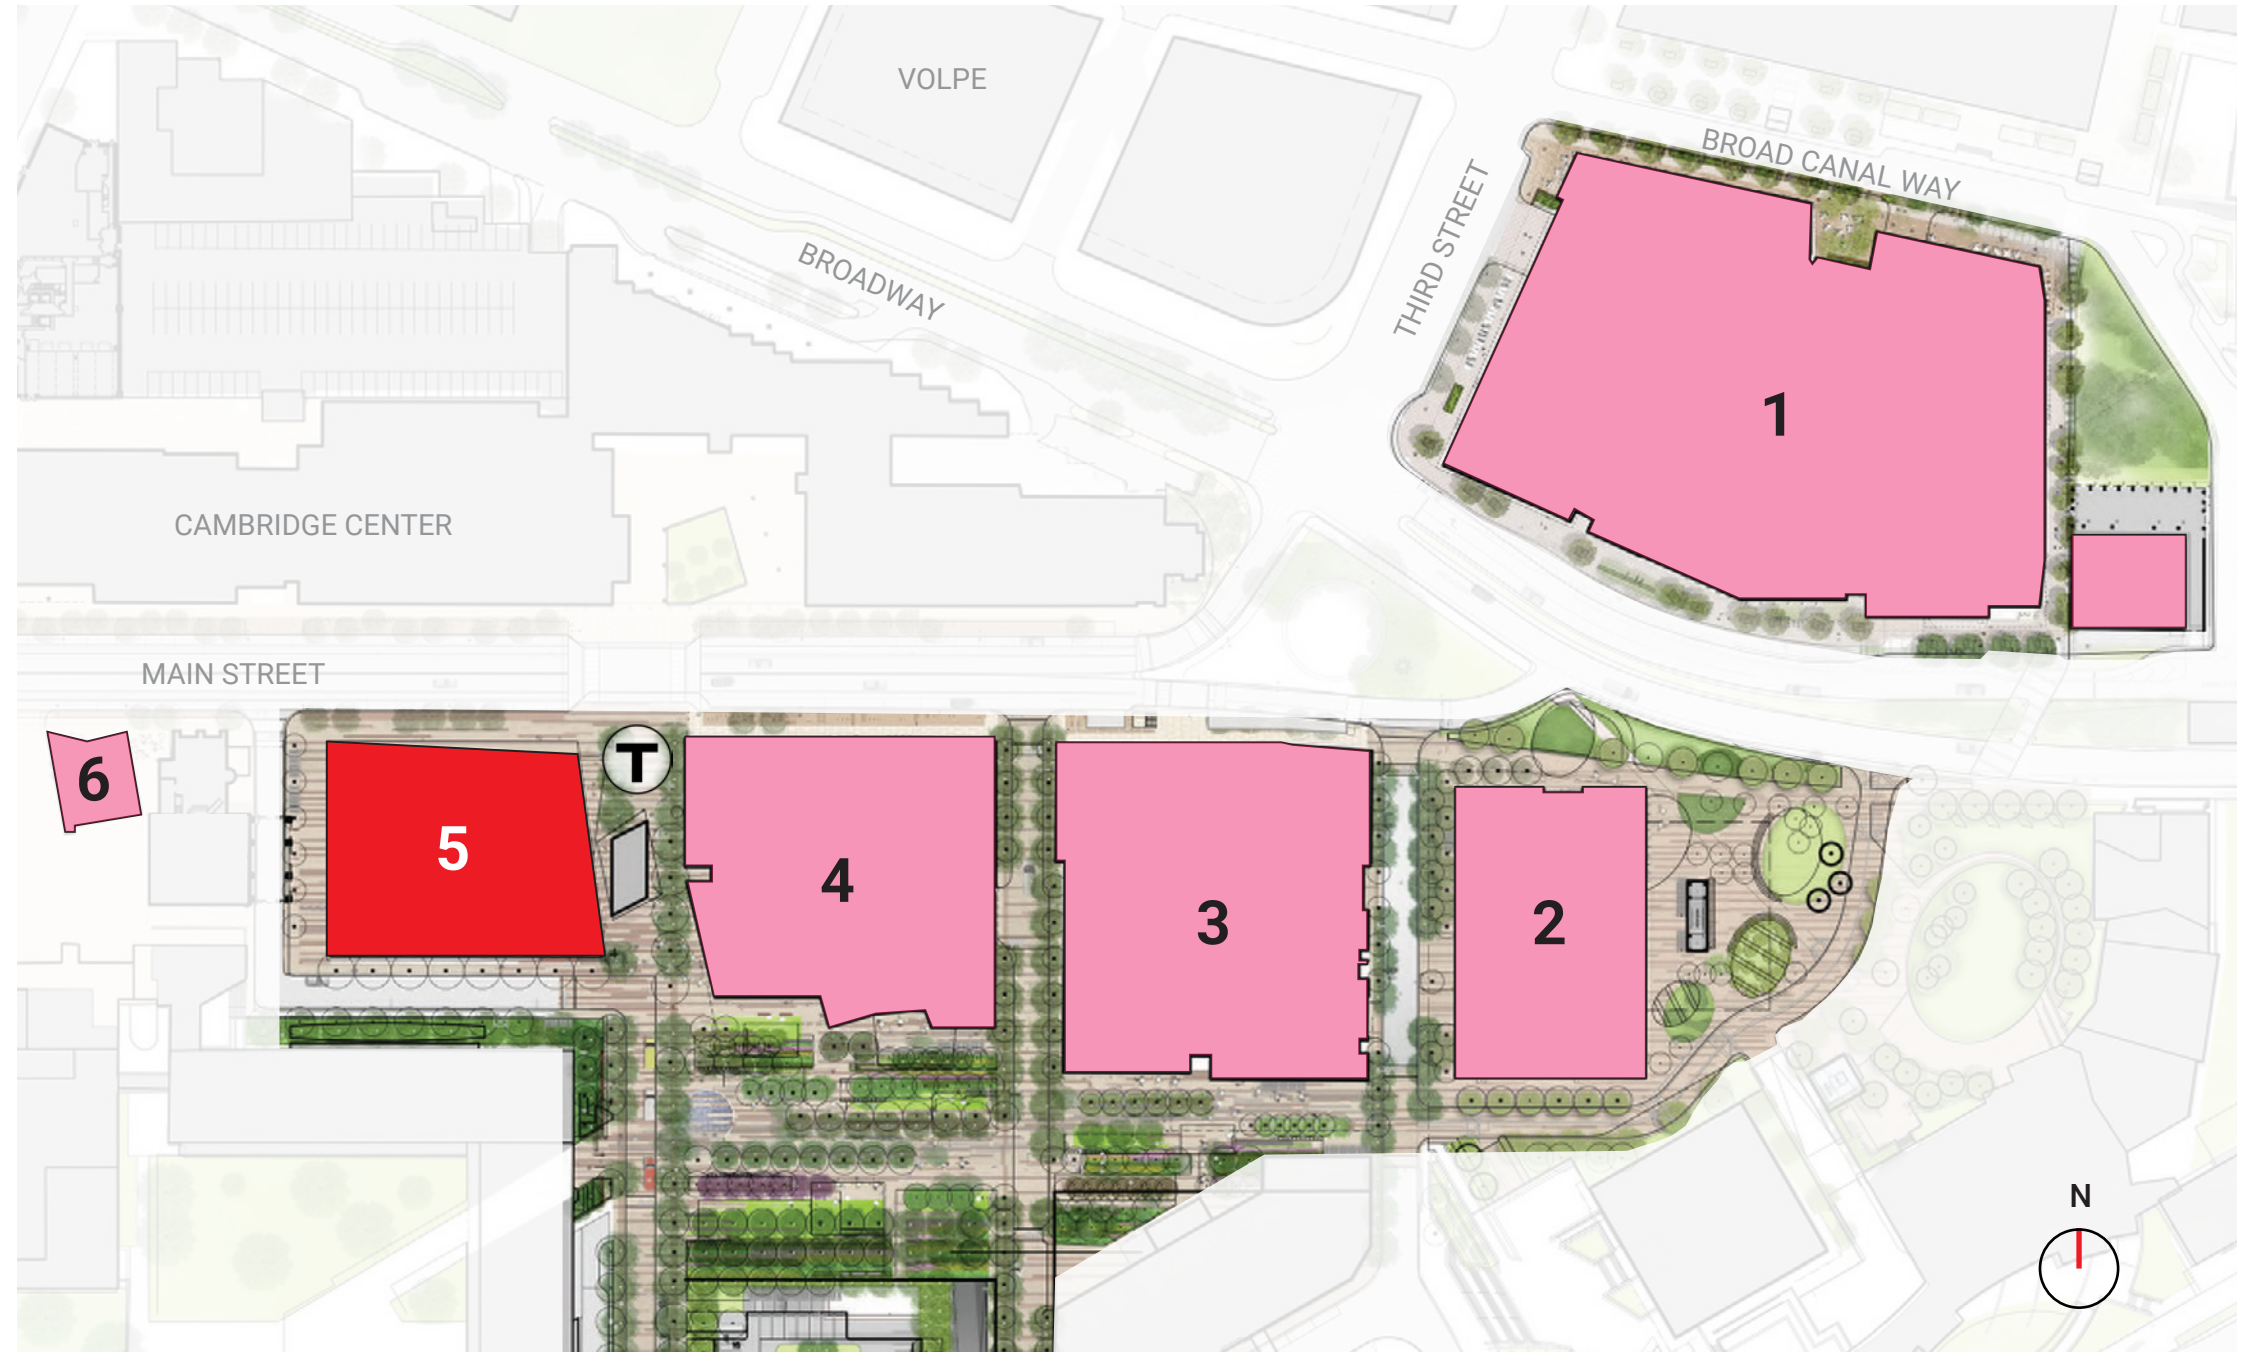 VOLPE
BROAD CANAL WAY
THIRD STREET
BROADWAY
1
CAMBRIDGE CENTER
MAIN STREET
T
6
5
4
3
2
N